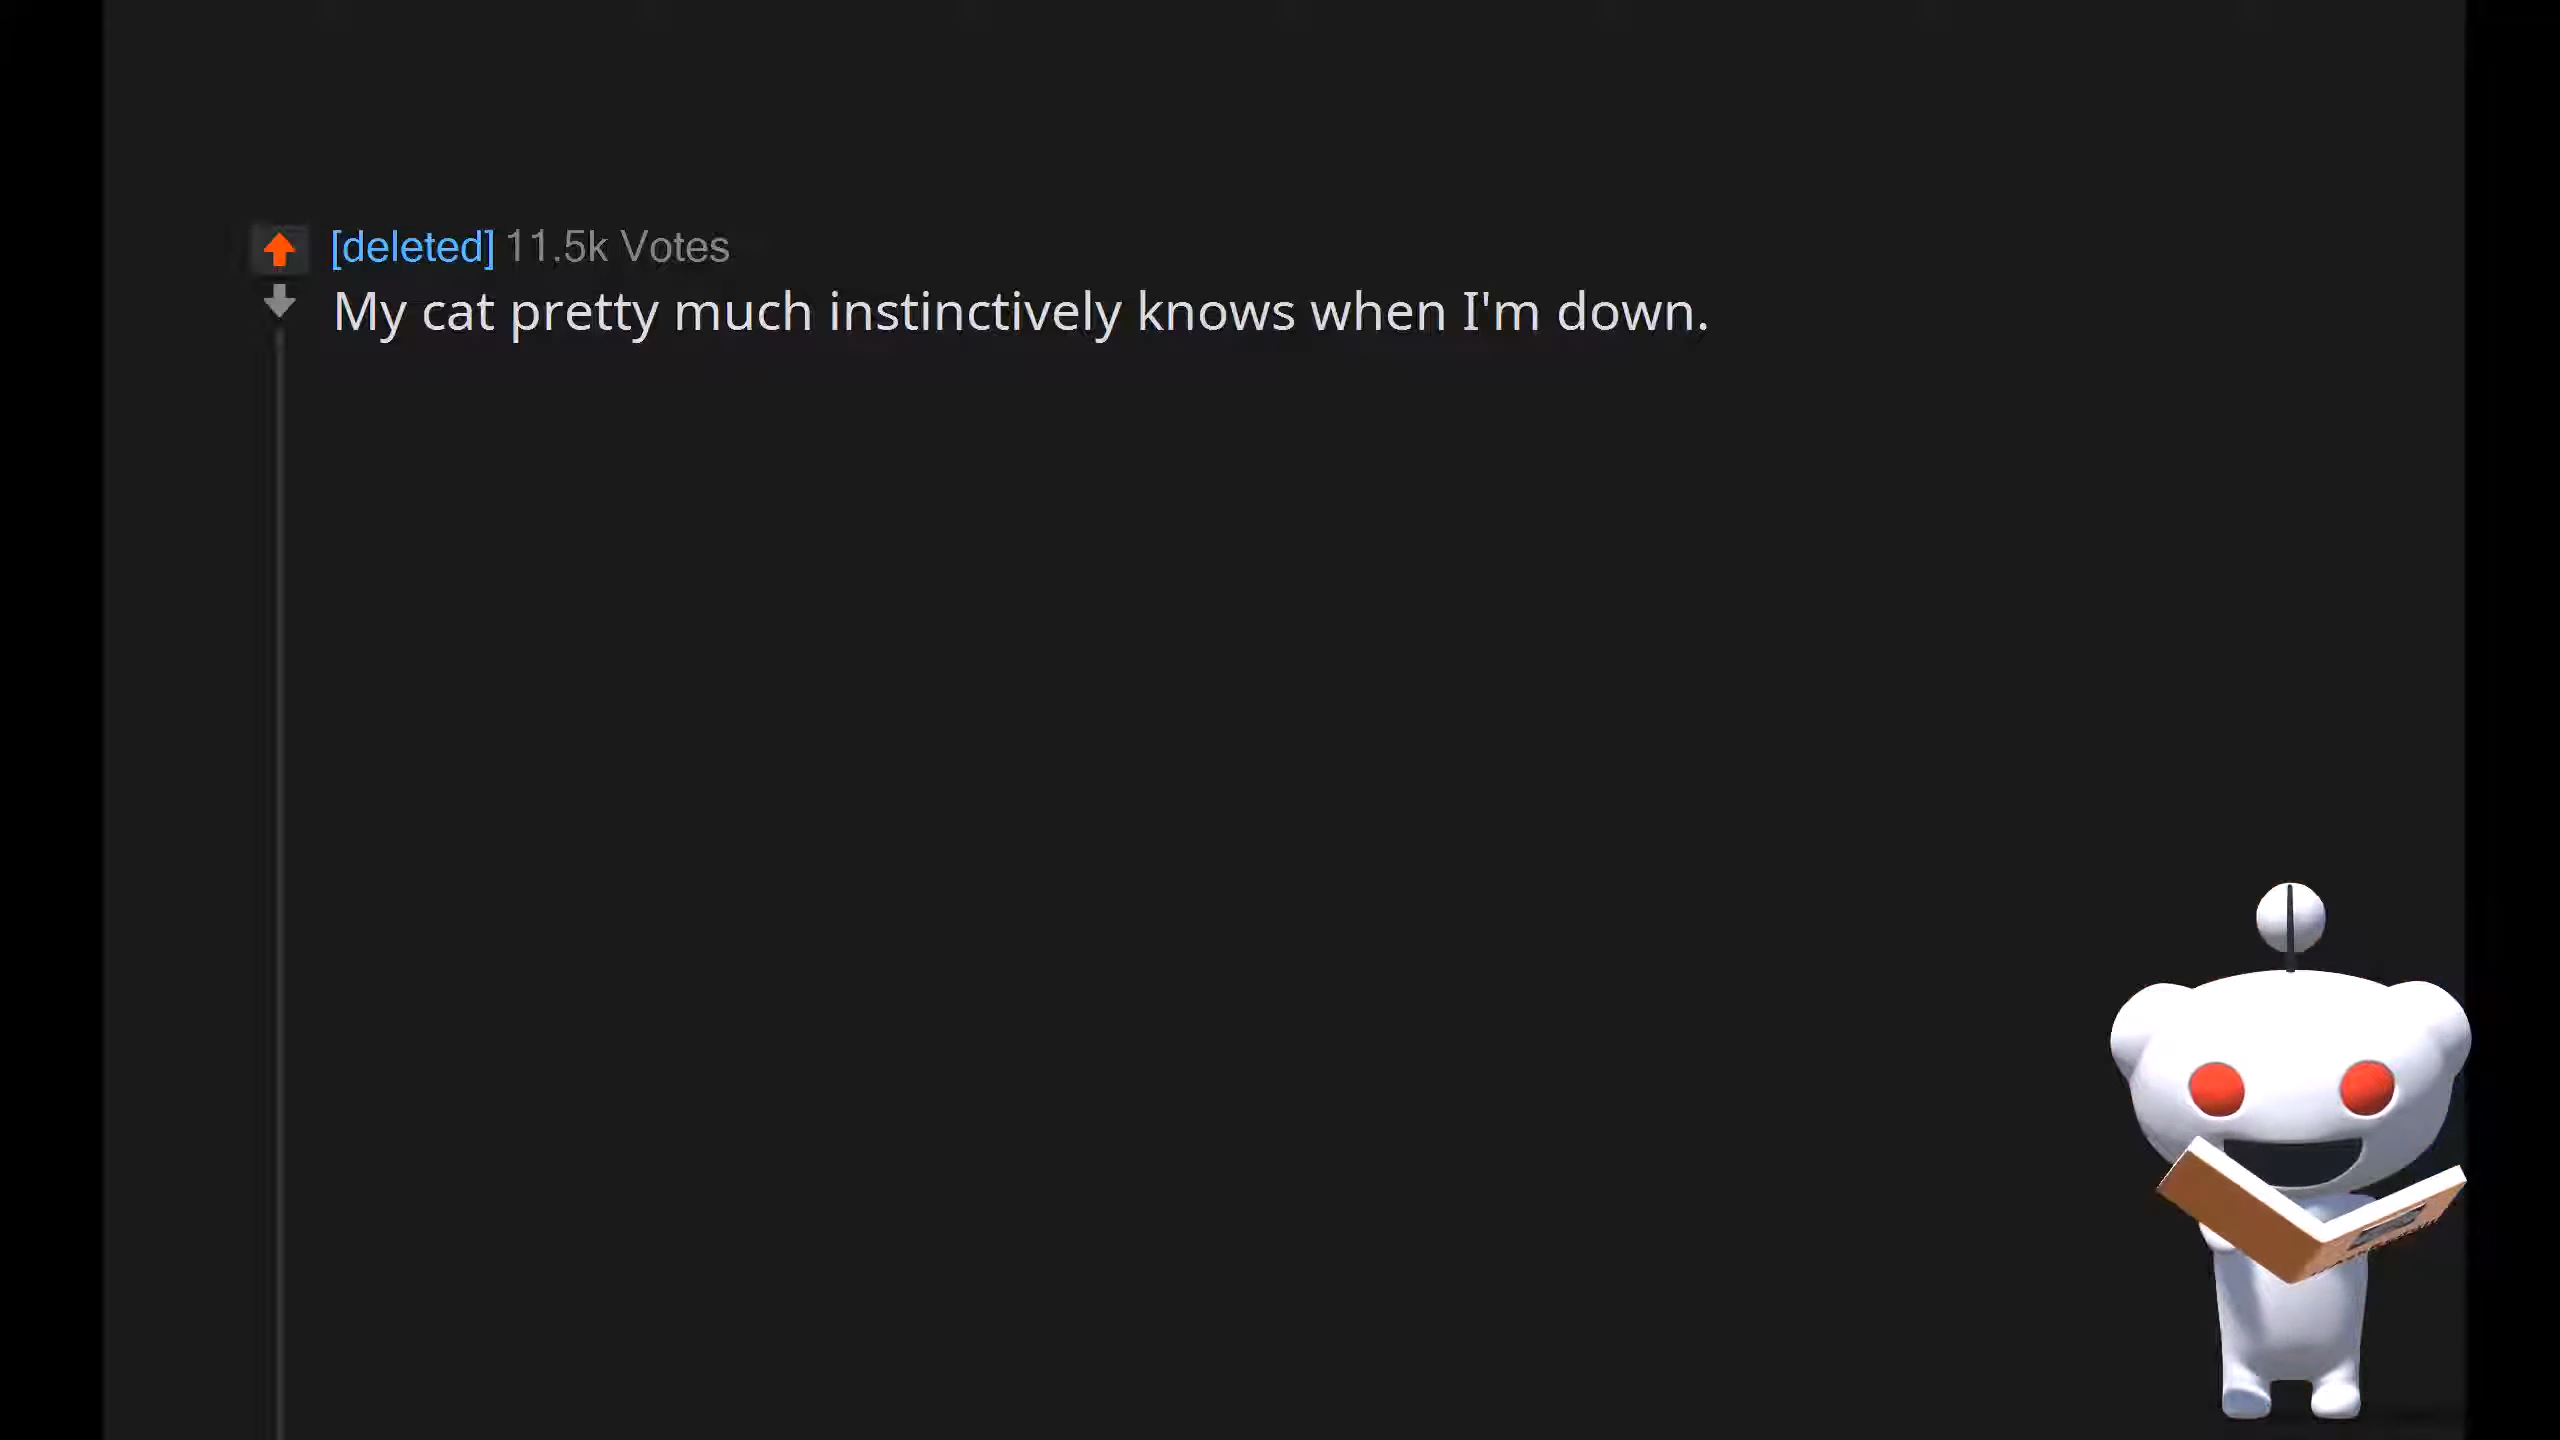 [deleted] 11.5k Votes
My cat pretty much instinctively knows when I'm down.